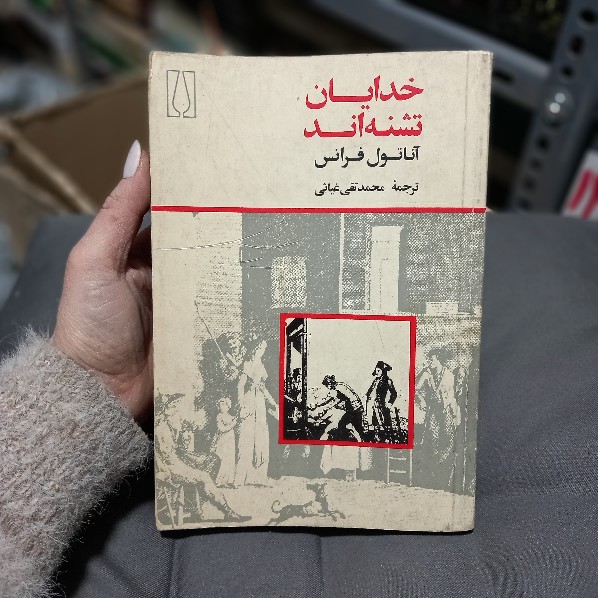 خدایان
تشنه‌اند
آناتول فرانس
ترجمهٔ محمدتقی غیاثی